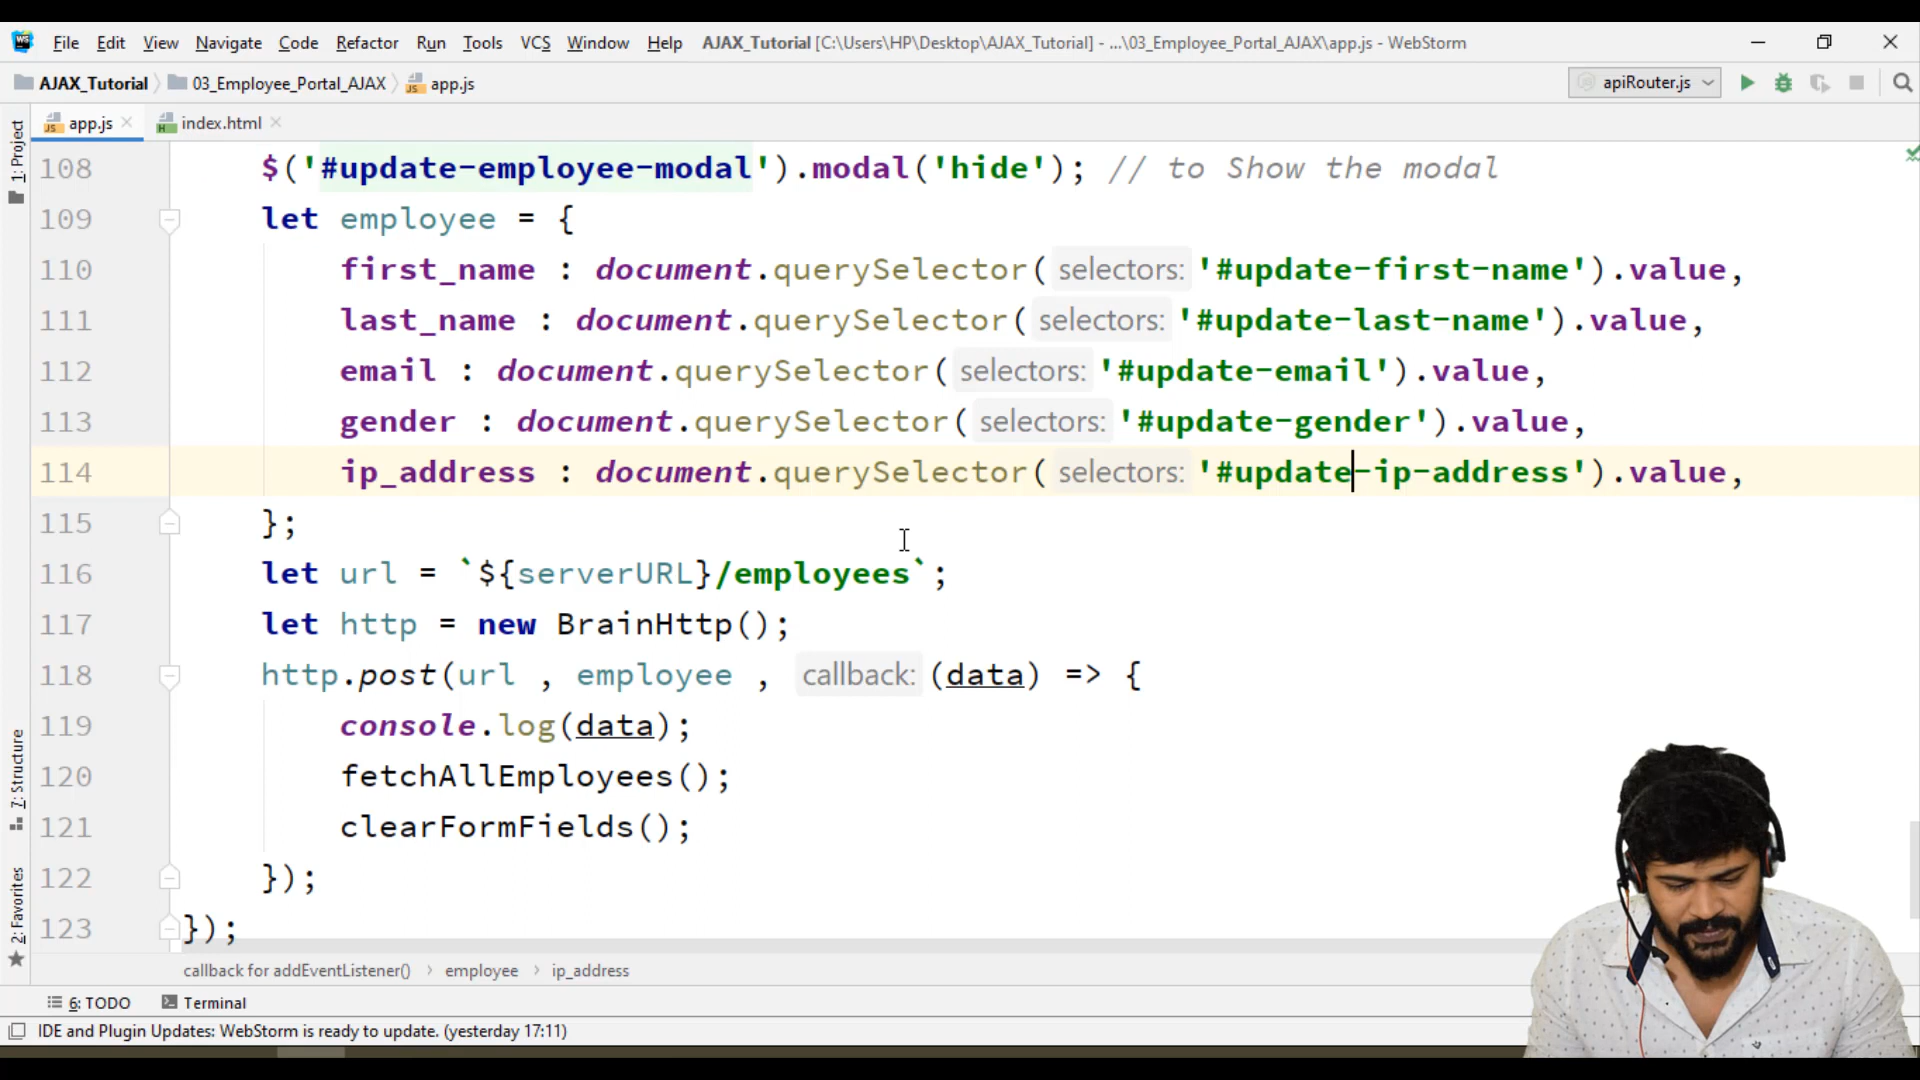 WS File Edit View Navigate Code Refactor Run Tools VCS Window Help AJAX_Tutorial [C:\Users\HP\Desktop\AJAX_Tutorial] - ...\03_Employee_Portal_AJAX\app.js - WebStorm
AJAX_Tutorial 03_Employee_Portal_AJAX JS app.js apiRouter.js
JS app.js H index.html
1: Project
7: Structure
2: Favorites
108 $('#update-employee-modal').modal('hide'); // to Show the modal
109 let employee = {
110 first_name : document.querySelector( selectors: '#update-first-name').value,
111 last_name : document.querySelector( selectors: '#update-last-name').value,
112 email : document.querySelector( selectors: '#update-email').value,
113 gender : document.querySelector( selectors: '#update-gender').value,
114 ip_address : document.querySelector( selectors: '#update-ip-address').value,
115 };
116 let url = `${serverURL}/employees`;
117 let http = new BrainHttp();
118 http.post(url , employee , callback: (data) => {
119 console.log(data);
120 fetchAllEmployees();
121 clearFormFields();
122 });
123 });
callback for addEventListener() › employee › ip_address
6: TODO Terminal
IDE and Plugin Updates: WebStorm is ready to update. (yesterday 17:11)